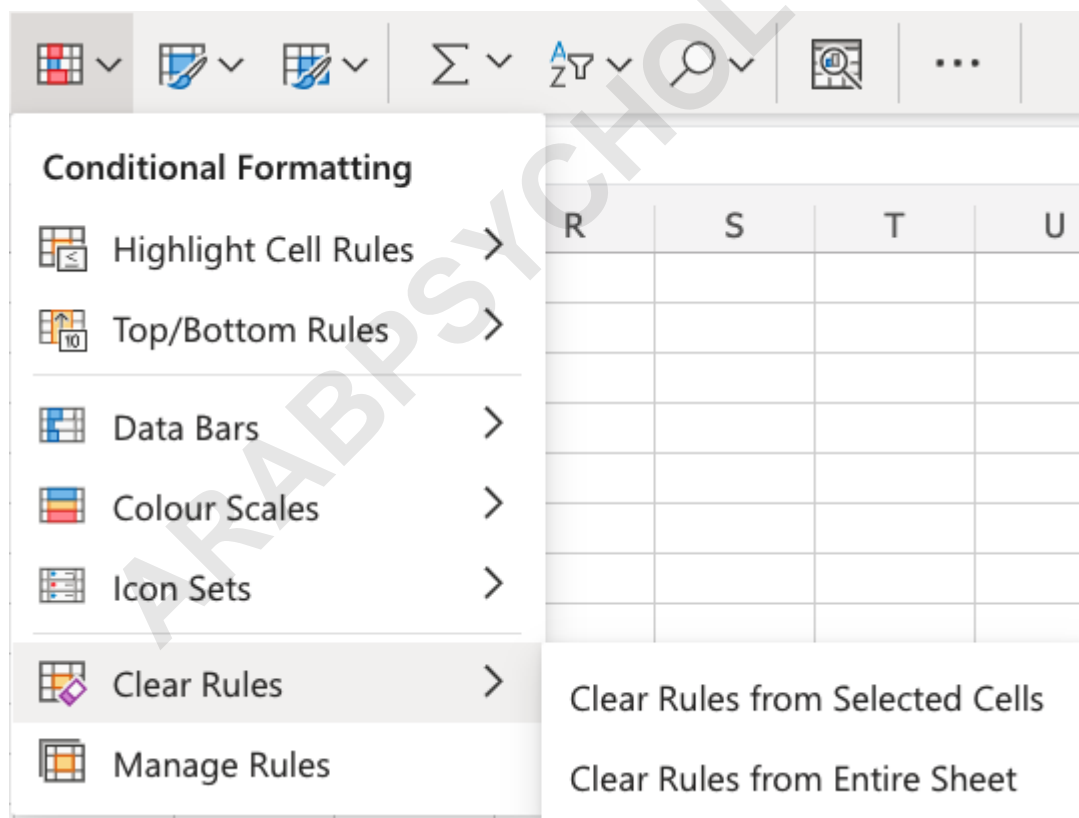 Conditional Formatting
R S T U
Highlight Cell Rules
Top/Bottom Rules
Data Bars
Colour Scales
Icon Sets
Clear Rules
Clear Rules from Selected Cells
Manage Rules
Clear Rules from Entire Sheet
ARABPSYCHOL
A
Z
10